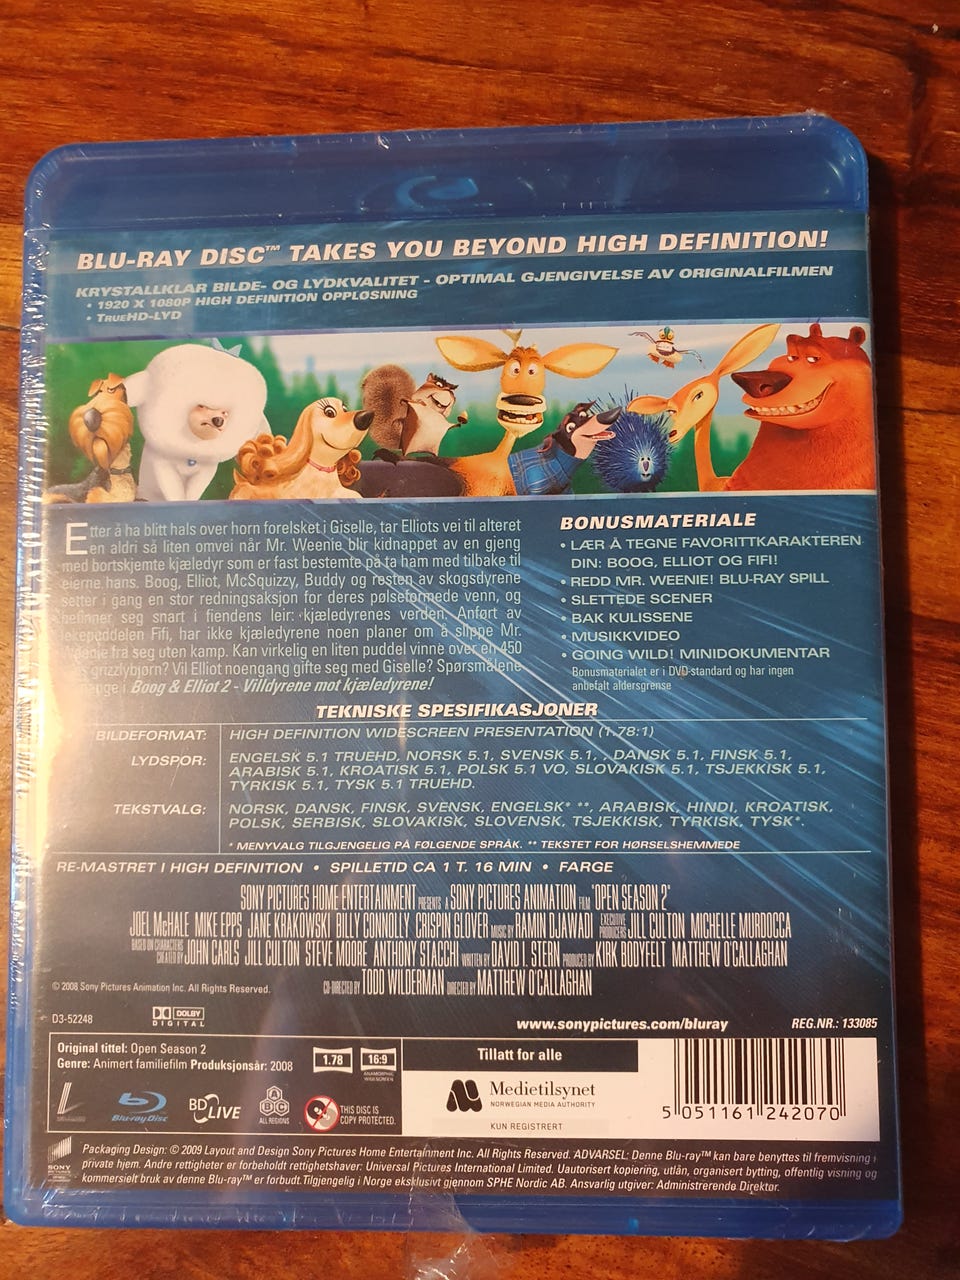 BLU-RAY DISC™ TAKES YOU BEYOND HIGH DEFINITION!
KRYSTALLKLAR BILDE- OG LYDKVALITET - OPTIMAL GJENGIVELSE AV ORIGINALFILMEN
• 1920 X 1080P HIGH DEFINITION OPPLØSNING
• TRUEHD-LYD
Etter å ha blitt hals over horn forelsket i Giselle, tar Elliots vei til alteret
en aldri så liten omvei når Mr. Weenie blir kidnappet av en gjeng
med bortskjemte kjæledyr som er fast bestemte på ta ham med tilbake til
eierne hans. Boog, Elliot, McSquizzy, Buddy og resten av skogsdyrene
setter i gang en stor redningsaksjon for deres pølseformede venn, og
befinner seg snart i fiendens leir: kjæledyrenes verden. Anført av
Fifi, har ikke kjæledyrene noen planer om å slippe Mr.
Weenie fra seg uten kamp. Kan virkelig en liten puddel vinne over en 450
grizzlybjørn? Vil Elliot noengang gifte seg med Giselle? Spørsmålene
i Boog & Elliot 2 - Villdyrene mot kjæledyrene!
BONUSMATERIALE
• LÆR Å TEGNE FAVORITTKARAKTEREN
DIN: BOOG, ELLIOT OG FIFI!
• REDD MR. WEENIE! BLU-RAY SPILL
• SLETTEDE SCENER
• BAK KULISSENE
• MUSIKKVIDEO
• GOING WILD! MINIDOKUMENTAR
Bonusmaterialet er i DVD-standard og har ingen
anbefalt aldersgrense
TEKNISKE SPESIFIKASJONER
BILDEFORMAT: HIGH DEFINITION WIDESCREEN PRESENTATION (1.78:1)
LYDSPOR: ENGELSK 5.1 TRUEHD, NORSK 5.1, SVENSK 5.1, , DANSK 5.1, FINSK 5.1,
ARABISK 5.1, KROATISK 5.1, POLSK 5.1 VO, SLOVAKISK 5.1, TSJEKKISK 5.1,
TYRKISK 5.1, TYSK 5.1 TRUEHD.
TEKSTVALG: NORSK, DANSK, FINSK, SVENSK, ENGELSK* **, ARABISK, HINDI, KROATISK,
POLSK, SERBISK, SLOVAKISK, SLOVENSK, TSJEKKISK, TYRKISK, TYSK*.
* MENYVALG TILGJENGELIG PÅ FØLGENDE SPRÅK. ** TEKSTET FOR HØRSELSHEMMEDE
RE-MASTRET I HIGH DEFINITION • SPILLETID CA 1 T. 16 MIN • FARGE
SONY PICTURES HOME ENTERTAINMENT PRESENTS A SONY PICTURES ANIMATION FILM "OPEN SEASON 2"
JOEL McHALE MIKE EPPS JANE KRAKOWSKI BILLY CONNOLLY CRISPIN GLOVER MUSIC BY RAMIN DJAWADI EXECUTIVE PRODUCERS JILL CULTON MICHELLE MURDOCCA
BASED ON CHARACTERS CREATED BY JOHN CARLS JILL CULTON STEVE MOORE ANTHONY STACCHI WRITTEN BY DAVID I. STERN PRODUCED BY KIRK BODYFELT MATTHEW O'CALLAGHAN
CO-DIRECTED BY TODD WILDERMAN DIRECTED BY MATTHEW O'CALLAGHAN
© 2008 Sony Pictures Animation Inc. All Rights Reserved.
D3-52248
DOLBY
DIGITAL
www.sonypictures.com/bluray
REG.NR.: 133085
Original tittel: Open Season 2
Genre: Animert familiefilm Produksjonsår: 2008
1.78
16:9
ANAMORPHIC
WIDESCREEN
L
Blu-ray Disc
BD LIVE
A B C
ALL REGIONS
THIS DISC IS
COPY PROTECTED.
Tillatt for alle
Medietilsynet
NORWEGIAN MEDIA AUTHORITY
KUN REGISTRERT
5 051161 242070
SONY
PICTURES
Packaging Design: © 2009 Layout and Design Sony Pictures Home Entertainment Inc. All Rights Reserved. ADVARSEL: Denne Blu-ray™ kan bare benyttes til fremvisning i
private hjem. Andre rettigheter er forbeholdt rettighetshaver: Universal Pictures International Limited. Uautorisert kopiering, utlån, organisert bytting, offentlig visning og
kommersielt bruk av denne Blu-ray™ er forbudt.Tilgjengelig i Norge eksklusivt gjennom SPHE Nordic AB. Ansvarlig utgiver: Administrerende Direktør.